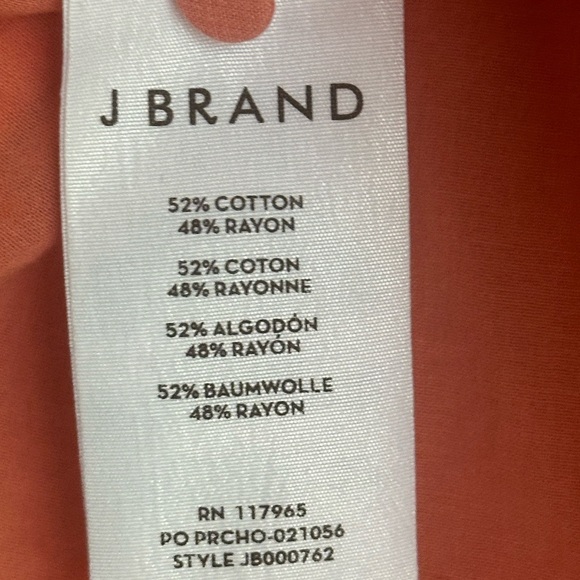 J BRAND
52% COTTON
48% RAYON
52% COTON
48% RAYONNE
52% ALGODÓN
48% RAYÓN
52% BAUMWOLLE
48% RAYON
RN 117965
PO PRCHO-021056
STYLE JB000762